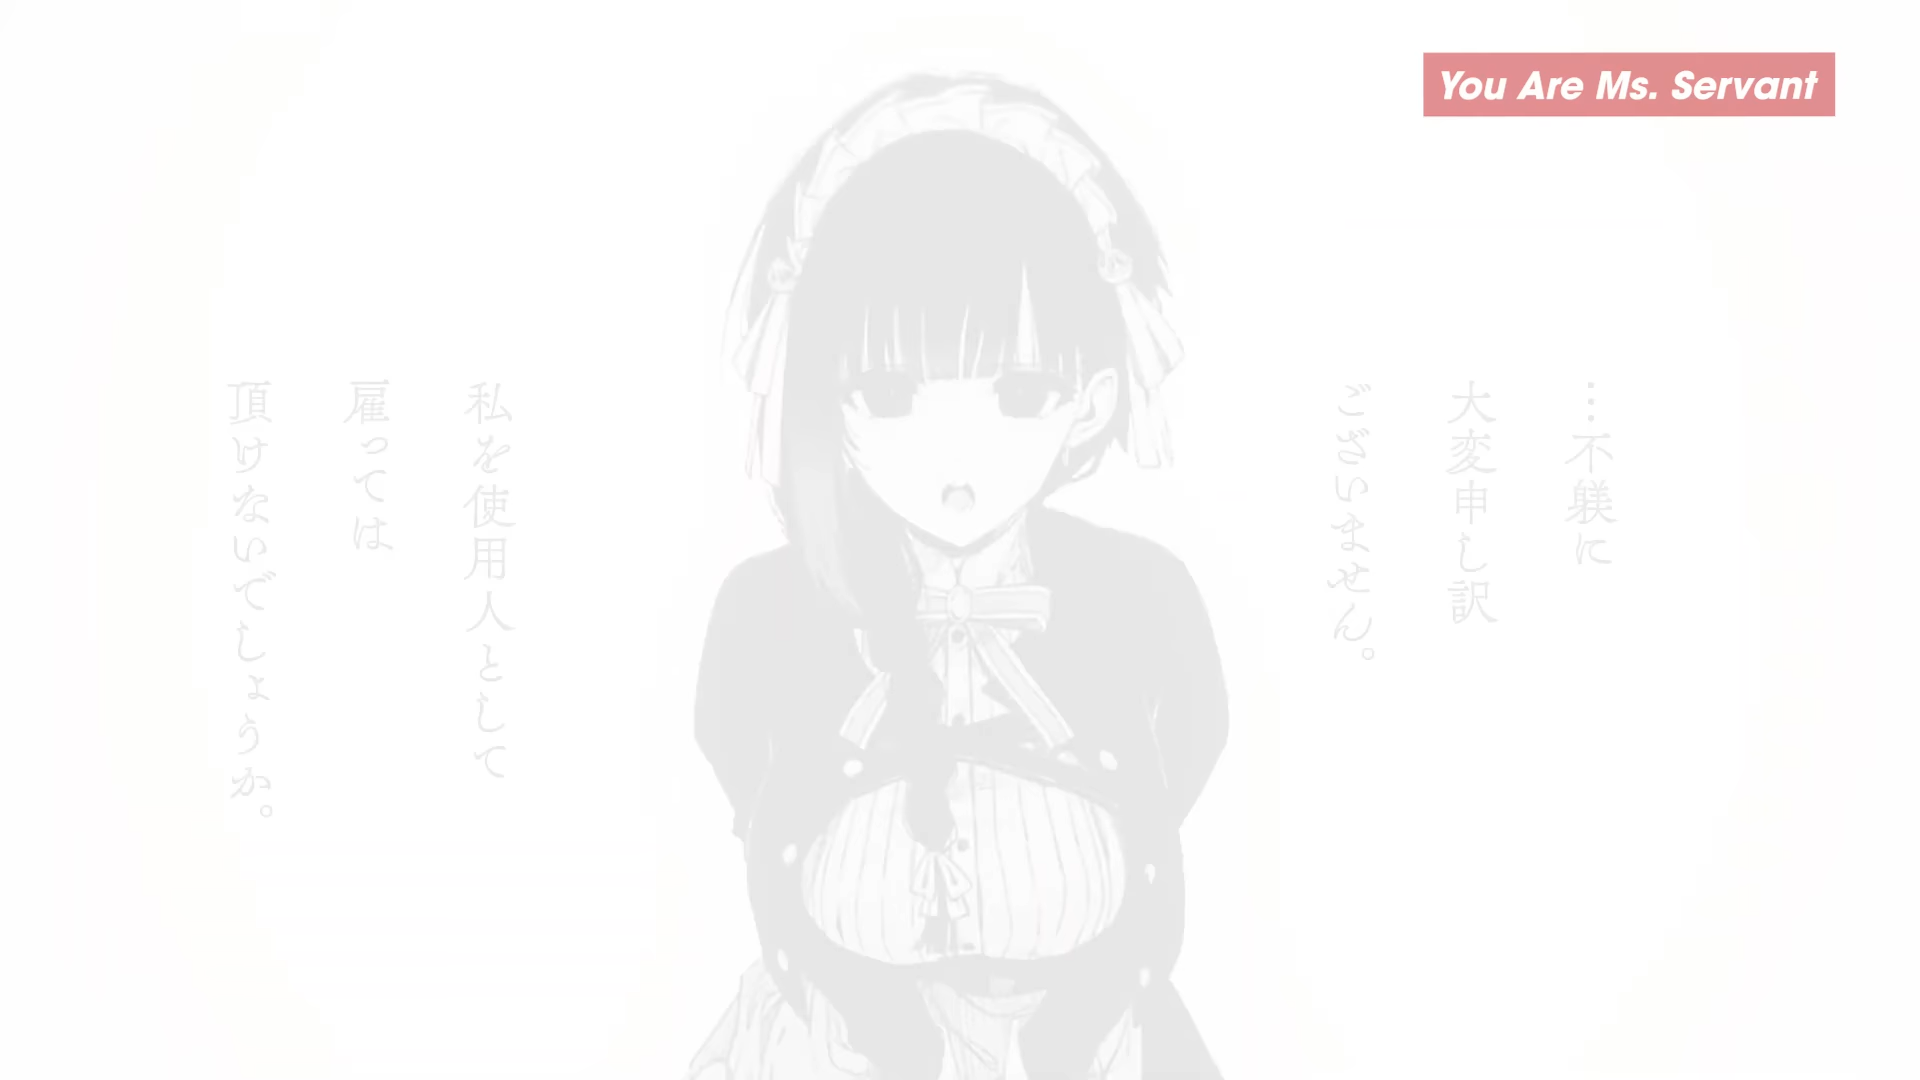 You Are Ms. Servant
…不躾に
大変申し訳
ございません。
私を使用人として
雇っては
頂けないでしょうか。